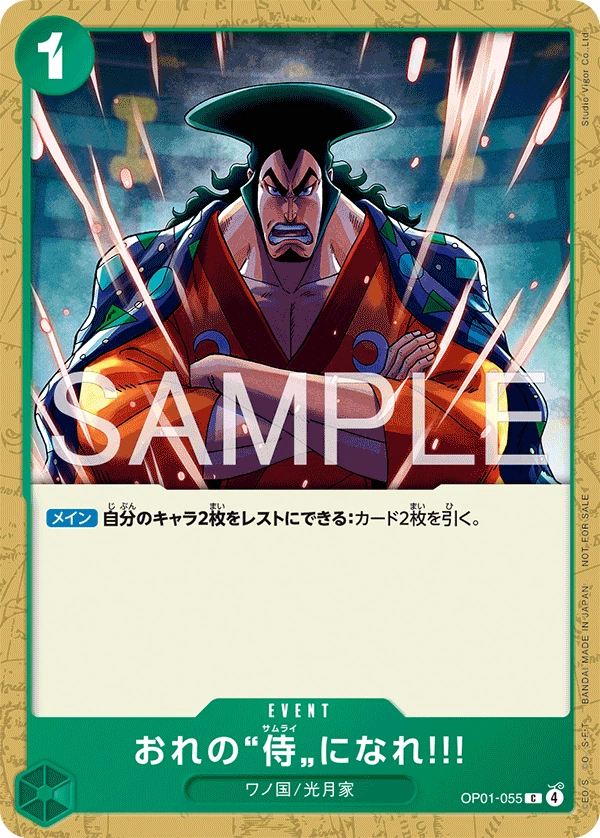 DLICHES EISMEER
1
Studio Vigor Co.,Ltd.
SAMPLE
メイン 自分のキャラ2枚をレストにできる:カード2枚を引く。
EVENT
おれの“侍„になれ!!!
ワノ国/光月家
OP01-055 C 4
©E.O./S. ©O. S・F・T BANDAI MADE IN JAPAN NOT FOR SALE